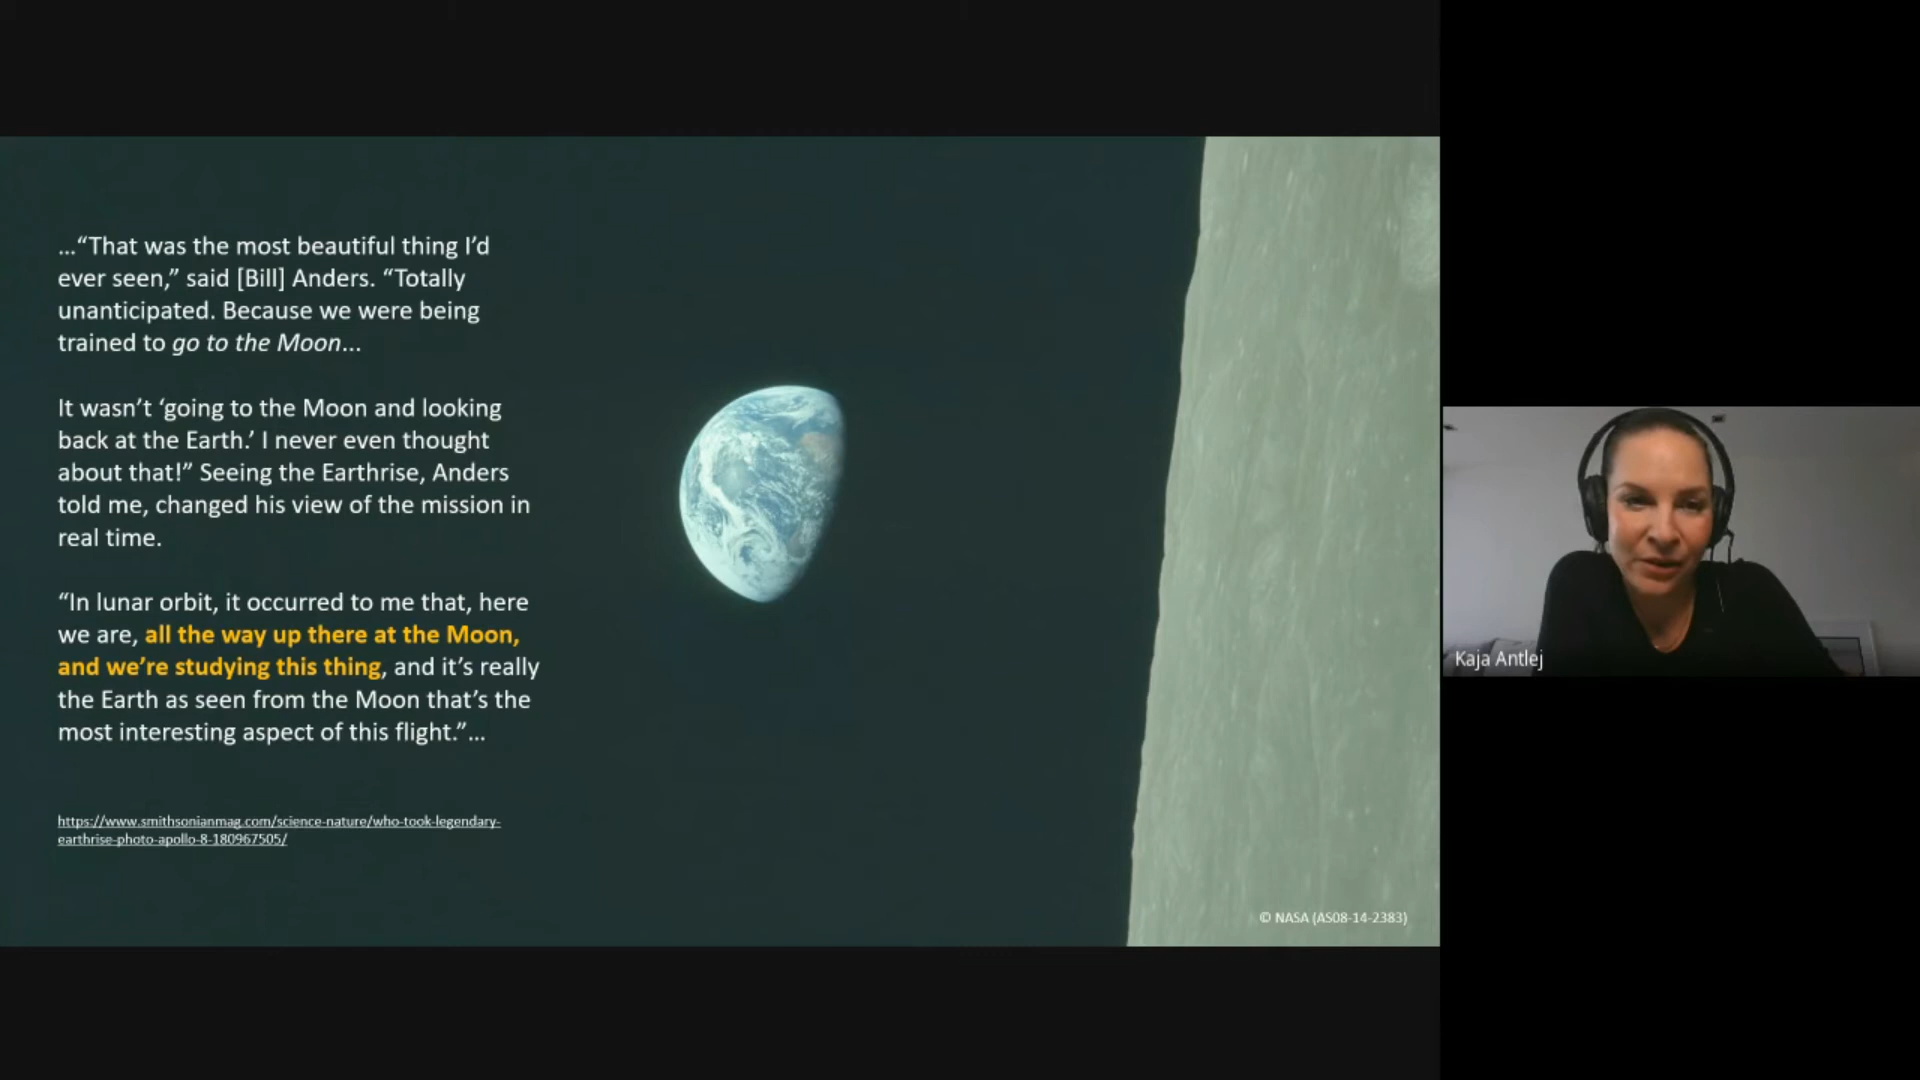 …“That was the most beautiful thing I’d
ever seen,” said [Bill] Anders. “Totally
unanticipated. Because we were being
trained to go to the Moon…
It wasn’t ‘going to the Moon and looking
back at the Earth.’ I never even thought
about that!” Seeing the Earthrise, Anders
told me, changed his view of the mission in
real time.
“In lunar orbit, it occurred to me that, here
we are, all the way up there at the Moon,
and we’re studying this thing, and it’s really
the Earth as seen from the Moon that’s the
most interesting aspect of this flight.”…
https://www.smithsonianmag.com/science-nature/who-took-legendary-
earthrise-photo-apollo-8-180967505/
© NASA (AS08-14-2383)
Kaja Antlej